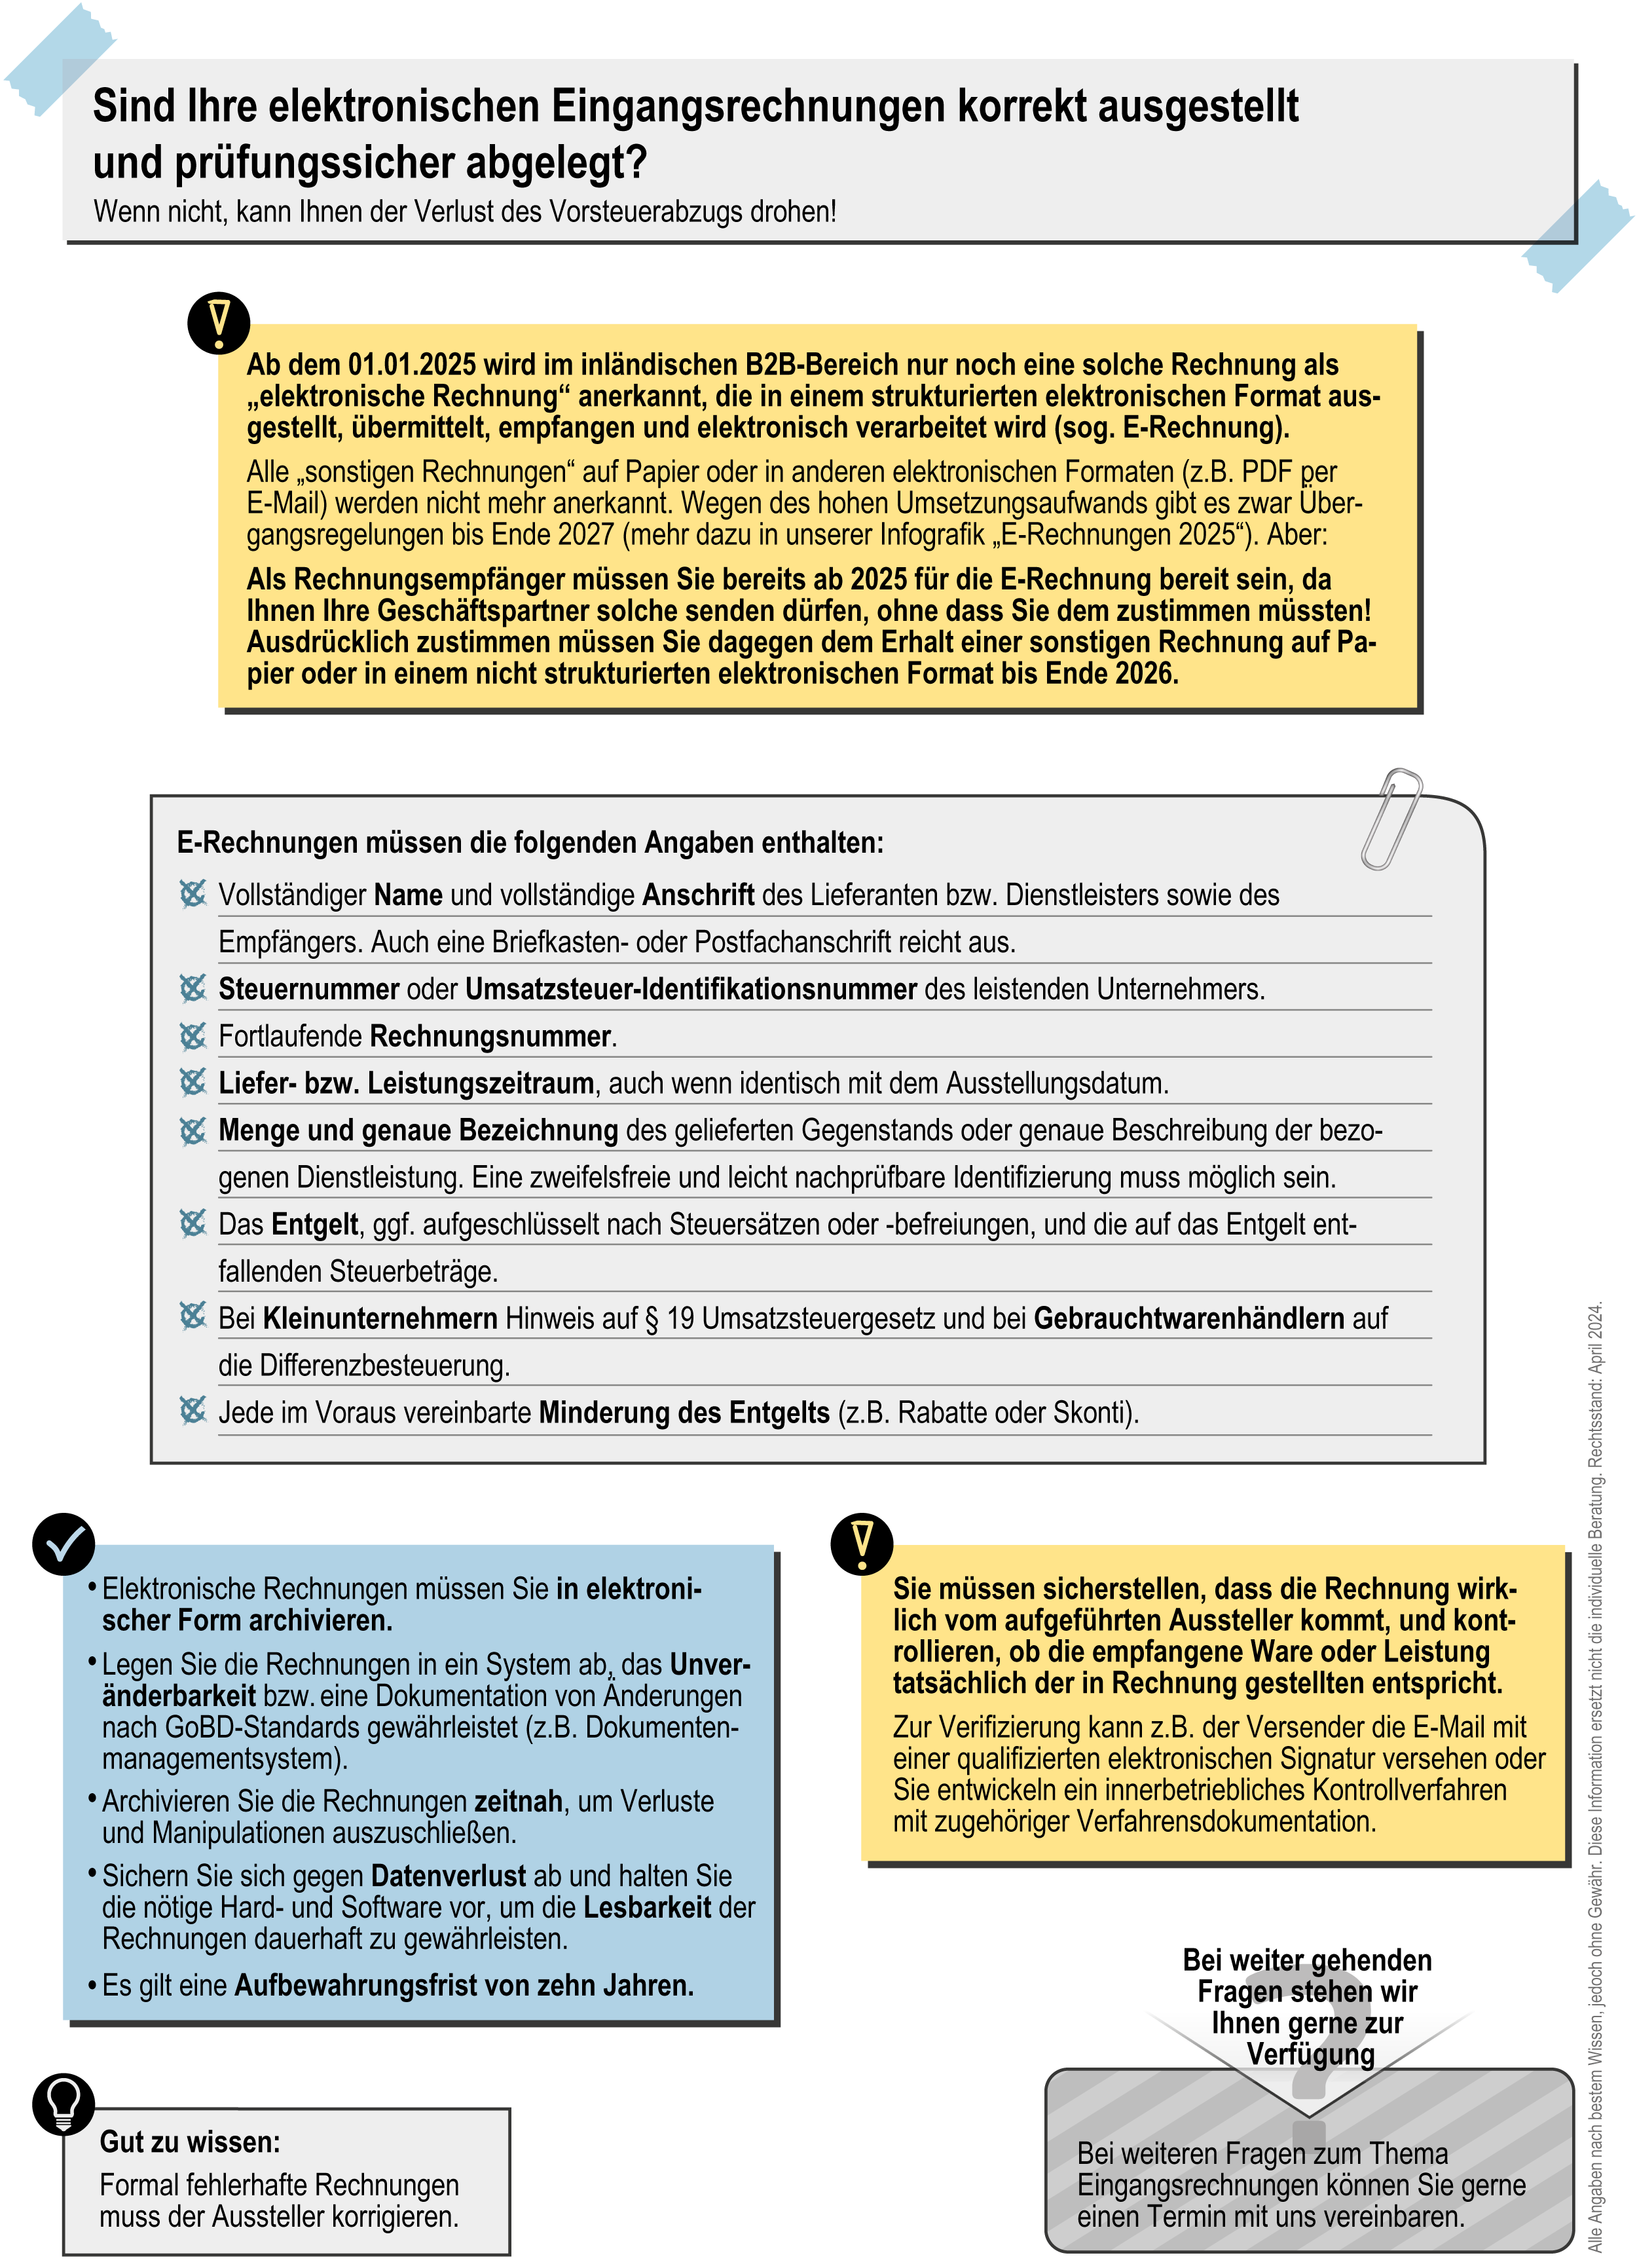 Sind Ihre elektronischen Eingangsrechnungen korrekt ausgestellt
und prüfungssicher abgelegt?
Wenn nicht, kann Ihnen der Verlust des Vorsteuerabzugs drohen!
Ab dem 01.01.2025 wird im inländischen B2B-Bereich nur noch eine solche Rechnung als
„elektronische Rechnung“ anerkannt, die in einem strukturierten elektronischen Format aus-
gestellt, übermittelt, empfangen und elektronisch verarbeitet wird (sog. E-Rechnung).
Alle „sonstigen Rechnungen“ auf Papier oder in anderen elektronischen Formaten (z.B. PDF per
E-Mail) werden nicht mehr anerkannt. Wegen des hohen Umsetzungsaufwands gibt es zwar Über-
gangsregelungen bis Ende 2027 (mehr dazu in unserer Infografik „E-Rechnungen 2025“). Aber:
Als Rechnungsempfänger müssen Sie bereits ab 2025 für die E-Rechnung bereit sein, da
Ihnen Ihre Geschäftspartner solche senden dürfen, ohne dass Sie dem zustimmen müssten!
Ausdrücklich zustimmen müssen Sie dagegen dem Erhalt einer sonstigen Rechnung auf Pa-
pier oder in einem nicht strukturierten elektronischen Format bis Ende 2026.
E-Rechnungen müssen die folgenden Angaben enthalten:
Vollständiger Name und vollständige Anschrift des Lieferanten bzw. Dienstleisters sowie des
Empfängers. Auch eine Briefkasten- oder Postfachanschrift reicht aus.
Steuernummer oder Umsatzsteuer-Identifikationsnummer des leistenden Unternehmers.
Fortlaufende Rechnungsnummer.
Liefer- bzw. Leistungszeitraum, auch wenn identisch mit dem Ausstellungsdatum.
Menge und genaue Bezeichnung des gelieferten Gegenstands oder genaue Beschreibung der bezo-
genen Dienstleistung. Eine zweifelsfreie und leicht nachprüfbare Identifizierung muss möglich sein.
Das Entgelt, ggf. aufgeschlüsselt nach Steuersätzen oder -befreiungen, und die auf das Entgelt ent-
fallenden Steuerbeträge.
Bei Kleinunternehmern Hinweis auf § 19 Umsatzsteuergesetz und bei Gebrauchtwarenhändlern auf
die Differenzbesteuerung.
Jede im Voraus vereinbarte Minderung des Entgelts (z.B. Rabatte oder Skonti).
• Elektronische Rechnungen müssen Sie in elektroni-
scher Form archivieren.
• Legen Sie die Rechnungen in ein System ab, das Unver-
änderbarkeit bzw. eine Dokumentation von Änderungen
nach GoBD-Standards gewährleistet (z.B. Dokumenten-
managementsystem).
• Archivieren Sie die Rechnungen zeitnah, um Verluste
und Manipulationen auszuschließen.
• Sichern Sie sich gegen Datenverlust ab und halten Sie
die nötige Hard- und Software vor, um die Lesbarkeit der
Rechnungen dauerhaft zu gewährleisten.
• Es gilt eine Aufbewahrungsfrist von zehn Jahren.
Sie müssen sicherstellen, dass die Rechnung wirk-
lich vom aufgeführten Aussteller kommt, und kont-
rollieren, ob die empfangene Ware oder Leistung
tatsächlich der in Rechnung gestellten entspricht.
Zur Verifizierung kann z.B. der Versender die E-Mail mit
einer qualifizierten elektronischen Signatur versehen oder
Sie entwickeln ein innerbetriebliches Kontrollverfahren
mit zugehöriger Verfahrensdokumentation.
Gut zu wissen:
Formal fehlerhafte Rechnungen
muss der Aussteller korrigieren.
?
Bei weiter gehenden
Fragen stehen wir
Ihnen gerne zur
Verfügung
Bei weiteren Fragen zum Thema
Eingangsrechnungen können Sie gerne
einen Termin mit uns vereinbaren.
Alle Angaben nach bestem Wissen, jedoch ohne Gewähr. Diese Information ersetzt nicht die individuelle Beratung. Rechtsstand: April 2024.